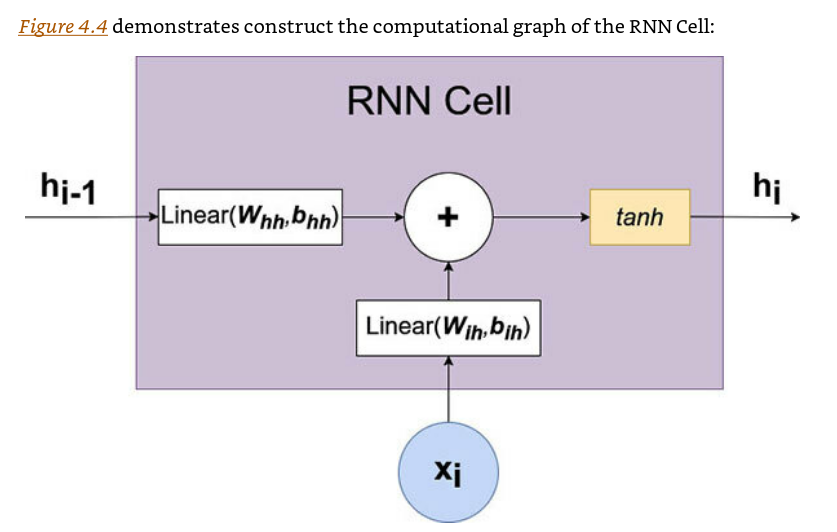 Figure 4.4 demonstrates construct the computational graph of the RNN Cell:
RNN Cell
hi-1
Linear(Whh,bhh)
+
tanh
hi
Linear(Wih,bih)
xi